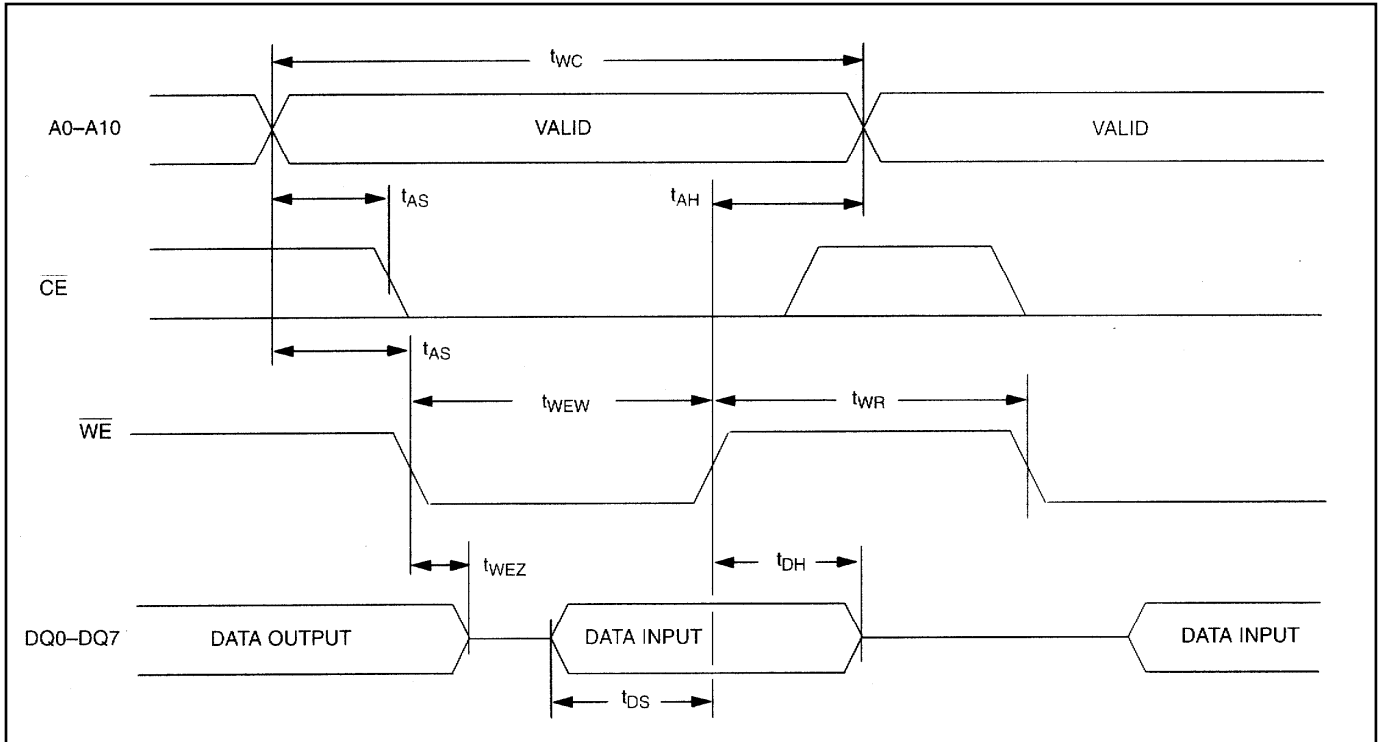 tWC
A0–A10 VALID VALID
tAS tAH
CE
tAS
tWEW tWR
WE
tWEZ tDH
DQ0–DQ7 DATA OUTPUT DATA INPUT DATA INPUT
tDS